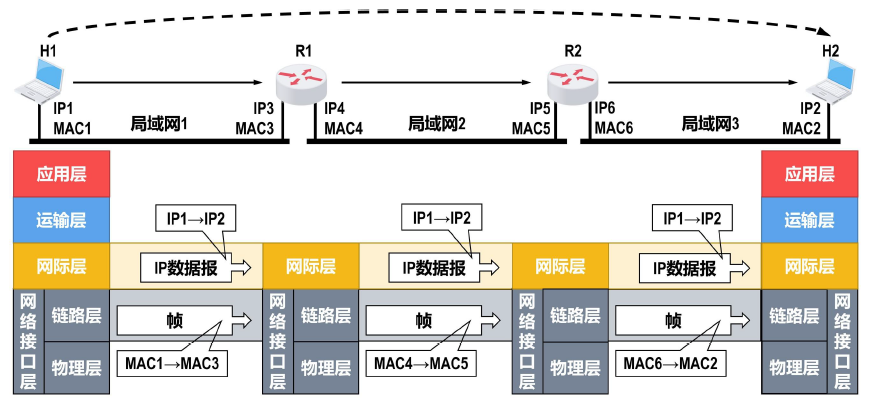 H1
R1
R2
H2
IP1
MAC1
局域网1
IP3
MAC3
IP4
MAC4
局域网2
IP5
MAC5
IP6
MAC6
局域网3
IP2
MAC2
应用层
应用层
运输层
IP1→IP2
IP1→IP2
IP1→IP2
运输层
网际层
IP数据报
网际层
IP数据报
网际层
IP数据报
网际层
网络接口层
链路层
帧
网络接口层
链路层
帧
网络接口层
链路层
帧
链路层
网络接口层
物理层
MAC1→MAC3
物理层
MAC4→MAC5
物理层
MAC6→MAC2
物理层